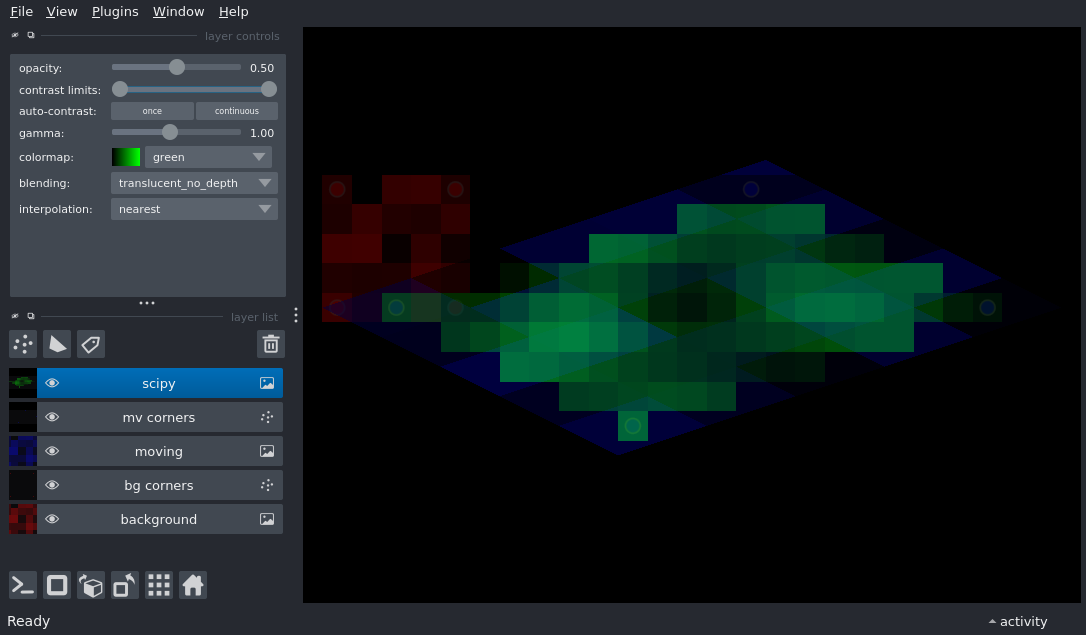 File View Plugins Window Help
layer controls
opacity: 0.50
contrast limits:
auto-contrast: once continuous
gamma: 1.00
colormap: green
blending: translucent_no_depth
interpolation: nearest
layer list
scipy
mv corners
moving
bg corners
background
Ready
activity